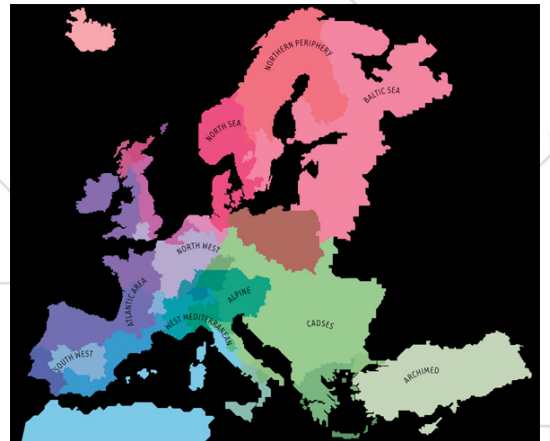 NORTHERN PERIPHERY
BALTIC SEA
NORTH SEA
NORTH WEST
ATLANTIC AREA
ALPINE
WEST MEDITERRANEAN
CADSES
SOUTH WEST
ARCHIMED